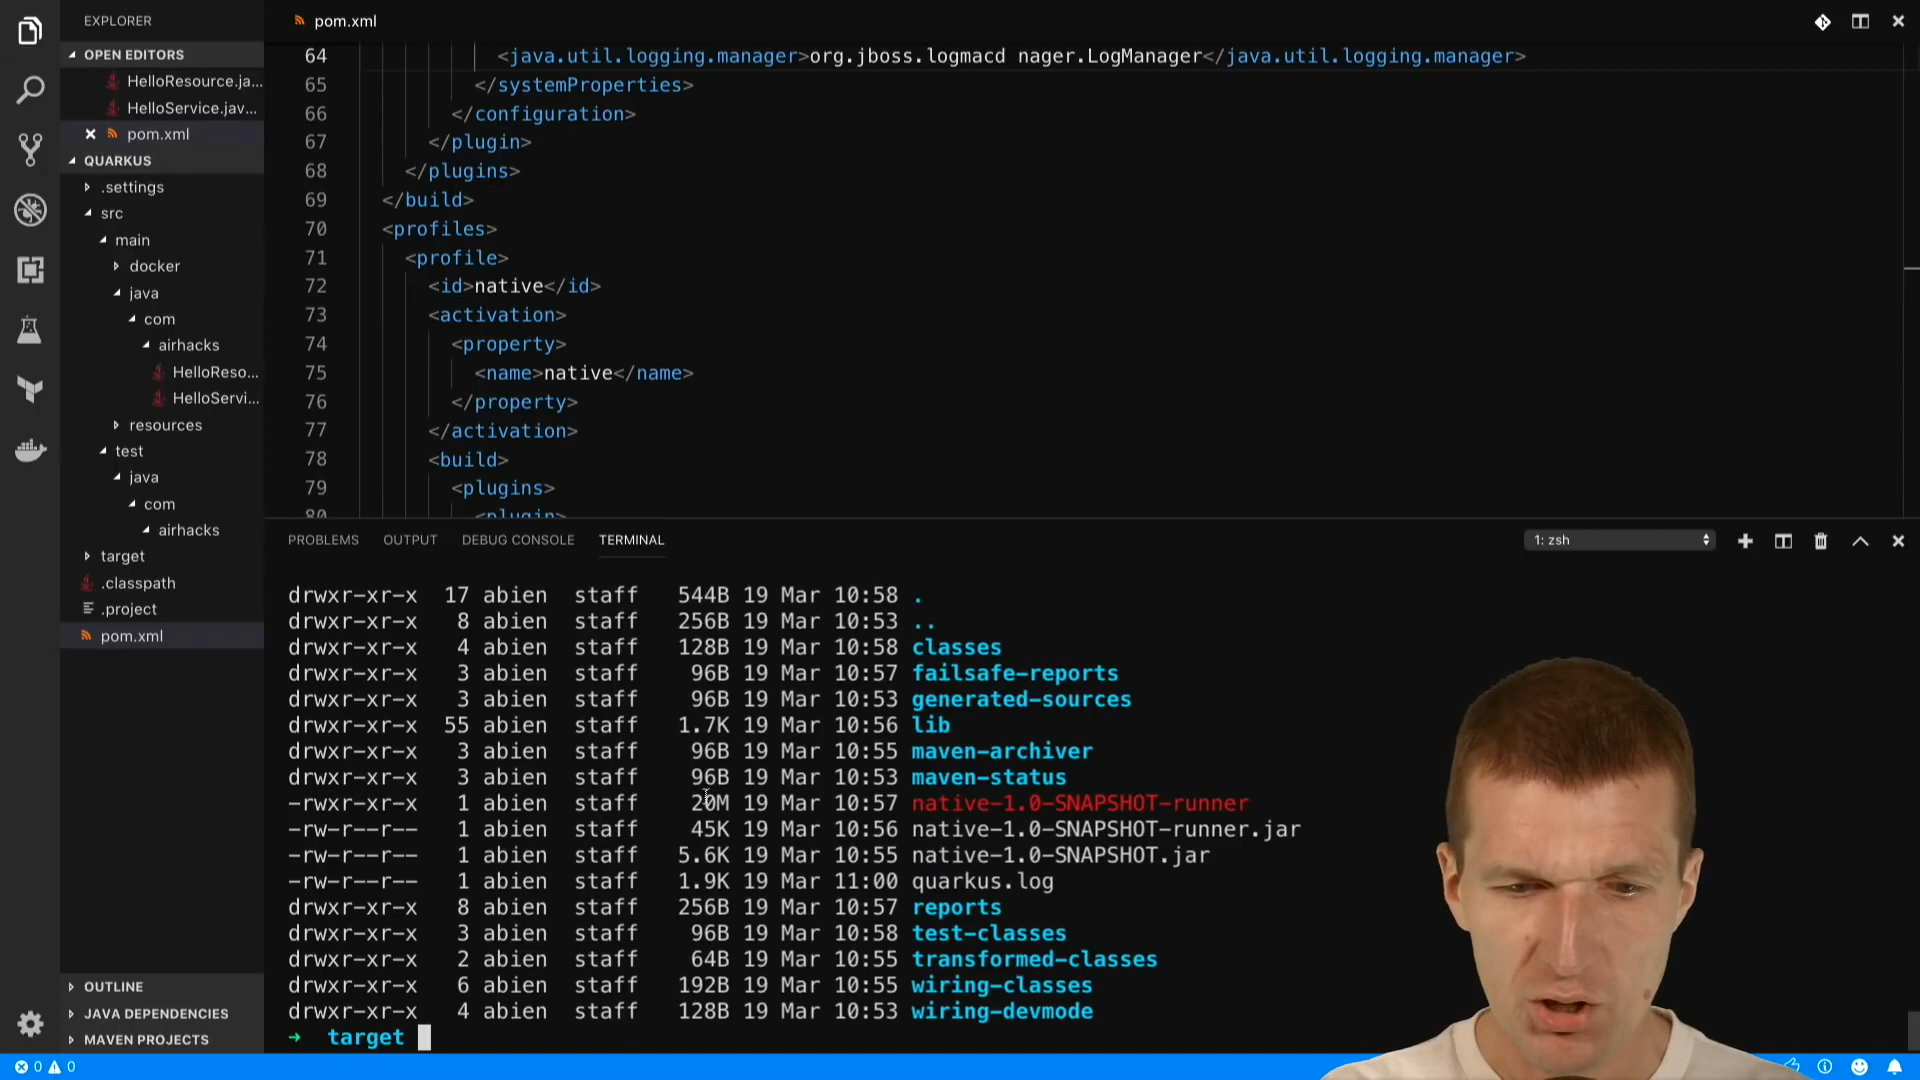 EXPLORER
OPEN EDITORS
HelloResource.ja...
HelloService.jav...
pom.xml
QUARKUS
.settings
src
main
docker
java
com
airhacks
HelloReso...
HelloServi...
resources
test
java
com
airhacks
target
.classpath
.project
pom.xml
OUTLINE
JAVA DEPENDENCIES
MAVEN PROJECTS
0 0
pom.xml
64 <java.util.logging.manager>org.jboss.logmacd nager.LogManager</java.util.logging.manager>
65 </systemProperties>
66 </configuration>
67 </plugin>
68 </plugins>
69 </build>
70 <profiles>
71 <profile>
72 <id>native</id>
73 <activation>
74 <property>
75 <name>native</name>
76 </property>
77 </activation>
78 <build>
79 <plugins>
80 <plugin>
PROBLEMS OUTPUT DEBUG CONSOLE TERMINAL 1: zsh
drwxr-xr-x 17 abien staff 544B 19 Mar 10:58 .
drwxr-xr-x 8 abien staff 256B 19 Mar 10:53 ..
drwxr-xr-x 4 abien staff 128B 19 Mar 10:58 classes
drwxr-xr-x 3 abien staff 96B 19 Mar 10:57 failsafe-reports
drwxr-xr-x 3 abien staff 96B 19 Mar 10:53 generated-sources
drwxr-xr-x 55 abien staff 1.7K 19 Mar 10:56 lib
drwxr-xr-x 3 abien staff 96B 19 Mar 10:55 maven-archiver
drwxr-xr-x 3 abien staff 96B 19 Mar 10:53 maven-status
-rwxr-xr-x 1 abien staff 20M 19 Mar 10:57 native-1.0-SNAPSHOT-runner
-rw-r--r-- 1 abien staff 45K 19 Mar 10:56 native-1.0-SNAPSHOT-runner.jar
-rw-r--r-- 1 abien staff 5.6K 19 Mar 10:55 native-1.0-SNAPSHOT.jar
-rw-r--r-- 1 abien staff 1.9K 19 Mar 11:00 quarkus.log
drwxr-xr-x 8 abien staff 256B 19 Mar 10:57 reports
drwxr-xr-x 3 abien staff 96B 19 Mar 10:58 test-classes
drwxr-xr-x 2 abien staff 64B 19 Mar 10:55 transformed-classes
drwxr-xr-x 6 abien staff 192B 19 Mar 10:55 wiring-classes
drwxr-xr-x 4 abien staff 128B 19 Mar 10:53 wiring-devmode
→ target